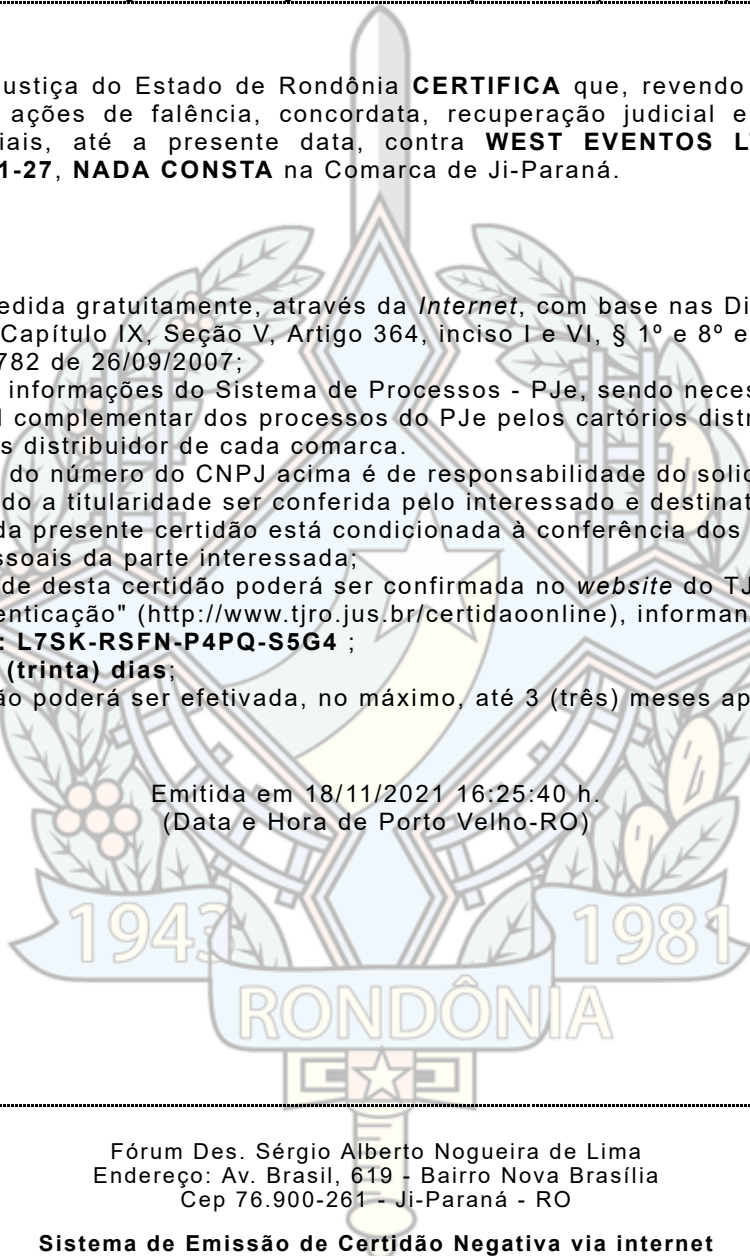 ustiça do Estado de Rondônia CERTIFICA que, revendo
ações de falência, concordata, recuperação judicial e
iais, até a presente data, contra WEST EVENTOS L
1-27, NADA CONSTA na Comarca de Ji-Paraná.
edida gratuitamente, através da Internet, com base nas Di
Capítulo IX, Seção V, Artigo 364, inciso I e VI, § 1º e 8º e
782 de 26/09/2007;
informações do Sistema de Processos - PJe, sendo neces
l complementar dos processos do PJe pelos cartórios distr
s distribuidor de cada comarca.
do número do CNPJ acima é de responsabilidade do solic
do a titularidade ser conferida pelo interessado e destinat
da presente certidão está condicionada à conferência dos
ssoais da parte interessada;
de desta certidão poderá ser confirmada no website do TJ
enticação" (http://www.tjro.jus.br/certidaoonline), informan
: L7SK-RSFN-P4PQ-S5G4 ;
(trinta) dias;
ão poderá ser efetivada, no máximo, até 3 (três) meses ap
Emitida em 18/11/2021 16:25:40 h.
(Data e Hora de Porto Velho-RO)
1943 1981
RONDÔNIA
Fórum Des. Sérgio Alberto Nogueira de Lima
Endereço: Av. Brasil, 619 - Bairro Nova Brasília
Cep 76.900-261 - Ji-Paraná - RO
Sistema de Emissão de Certidão Negativa via internet